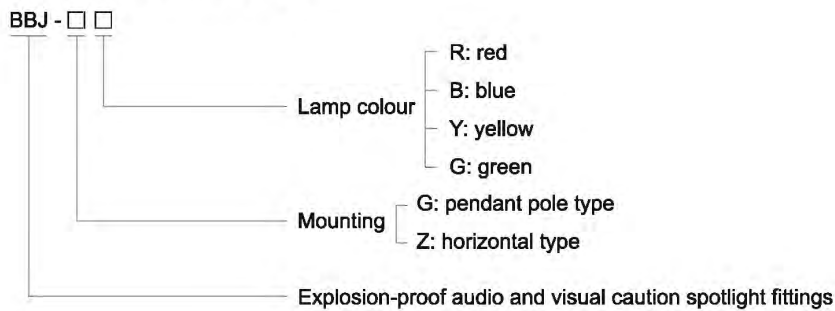 BBJ - □ □
R: red
B: blue
Lamp colour
Y: yellow
G: green
G: pendant pole type
Mounting
Z: horizontal type
Explosion-proof audio and visual caution spotlight fittings